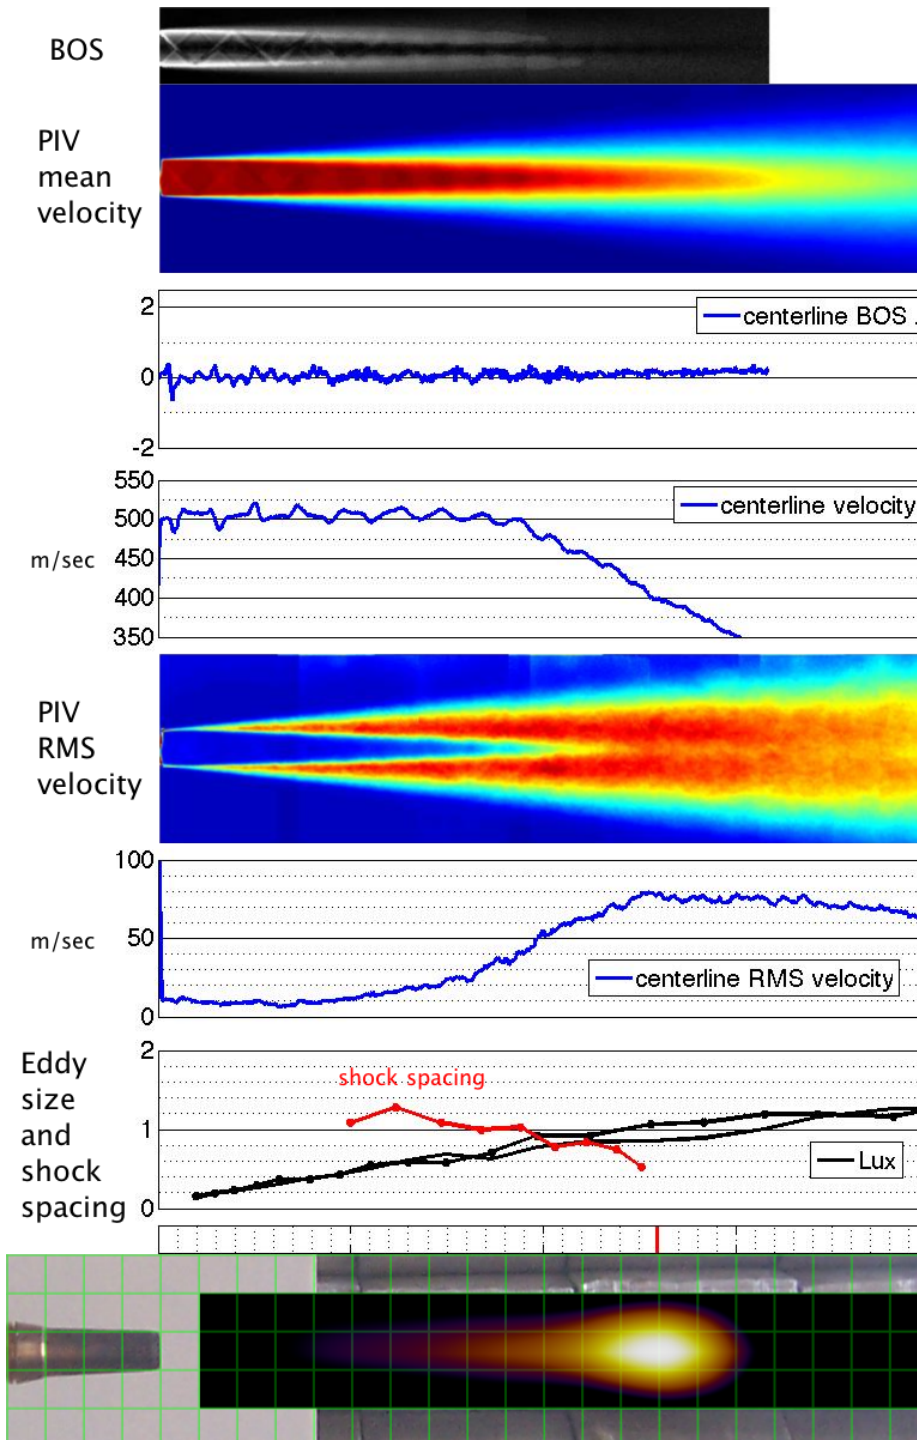 BOS
PIV
mean
velocity
2
0
-2
centerline BOS .
550
500
450
400
350
m/sec
centerline velocity
PIV
RMS
velocity
100
50
0
m/sec
centerline RMS velocity
Eddy
size
and
shock
spacing
2
1
0
shock spacing
Lux